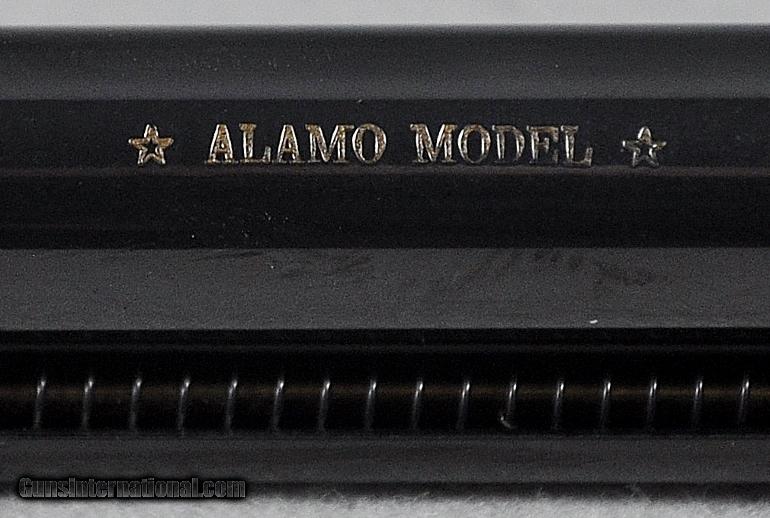 ☆ ALAMO MODEL ☆
GunsInternational.com